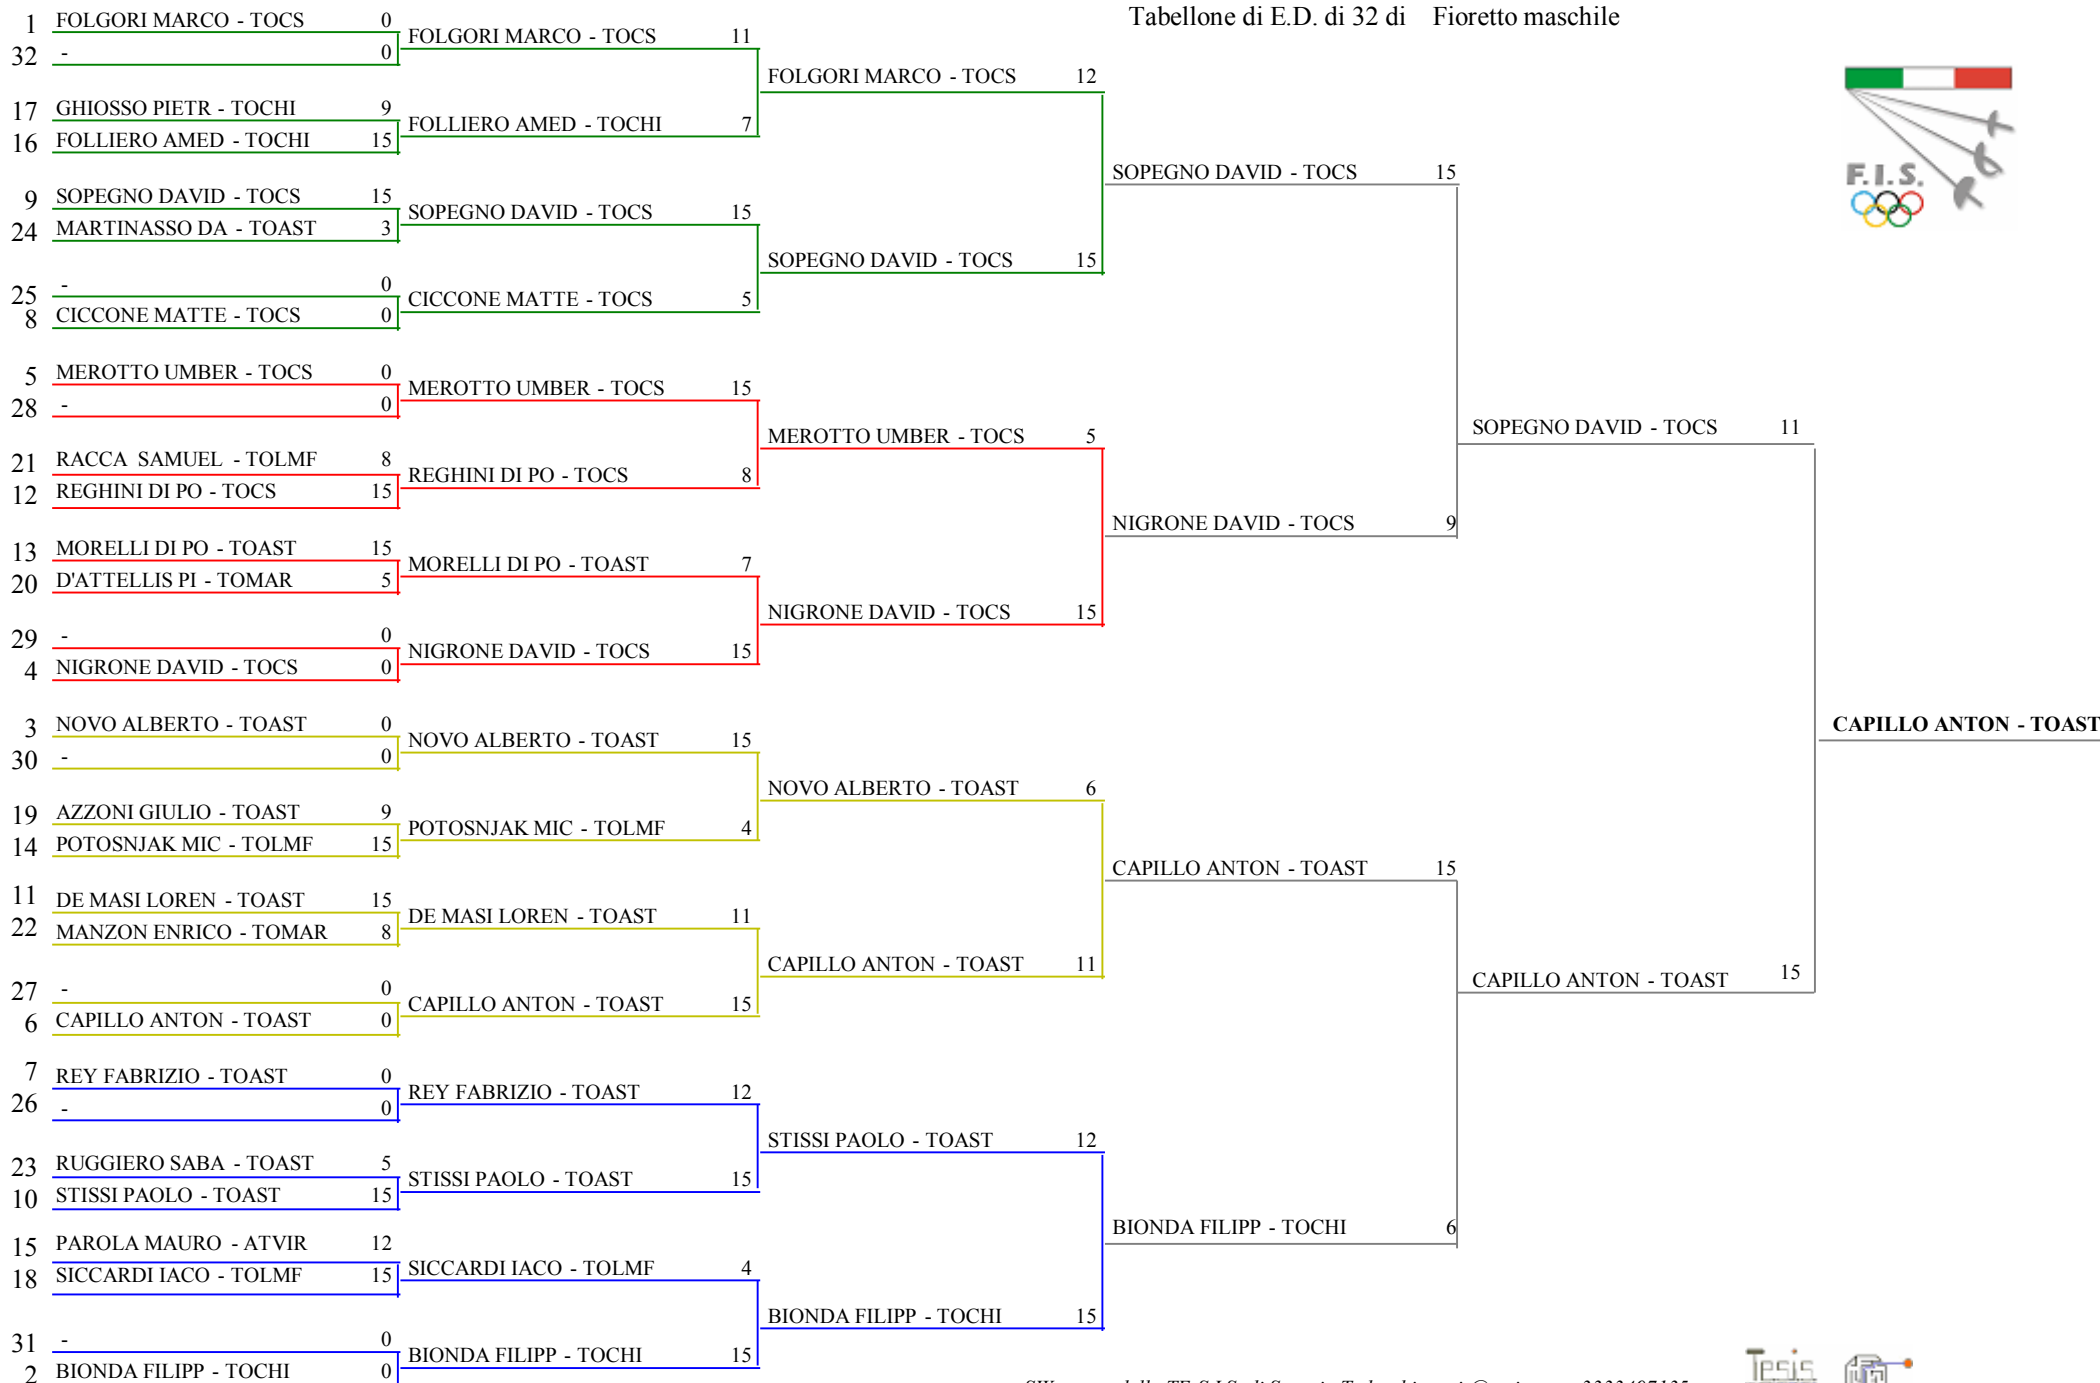 Tabellone di E.D. di 32 di Fioretto maschile
F.I.S.
1 FOLGORI MARCO - TOCS 0
32 - 0
17 GHIOSSO PIETR - TOCHI 9
16 FOLLIERO AMED - TOCHI 15
9 SOPEGNO DAVID - TOCS 15
24 MARTINASSO DA - TOAST 3
25 - 0
8 CICCONE MATTE - TOCS 0
5 MEROTTO UMBER - TOCS 0
28 - 0
21 RACCA SAMUEL - TOLMF 8
12 REGHINI DI PO - TOCS 15
13 MORELLI DI PO - TOAST 15
20 D'ATTELLIS PI - TOMAR 5
29 - 0
4 NIGRONE DAVID - TOCS 0
3 NOVO ALBERTO - TOAST 0
30 - 0
19 AZZONI GIULIO - TOAST 9
14 POTOSNJAK MIC - TOLMF 15
11 DE MASI LOREN - TOAST 15
22 MANZON ENRICO - TOMAR 8
27 - 0
6 CAPILLO ANTON - TOAST 0
7 REY FABRIZIO - TOAST 0
26 - 0
23 RUGGIERO SABA - TOAST 5
10 STISSI PAOLO - TOAST 15
15 PAROLA MAURO - ATVIR 12
18 SICCARDI IACO - TOLMF 15
31 - 0
2 BIONDA FILIPP - TOCHI 0
FOLGORI MARCO - TOCS 11
FOLLIERO AMED - TOCHI 7
SOPEGNO DAVID - TOCS 15
CICCONE MATTE - TOCS 5
MEROTTO UMBER - TOCS 15
REGHINI DI PO - TOCS 8
MORELLI DI PO - TOAST 7
NIGRONE DAVID - TOCS 15
NOVO ALBERTO - TOAST 15
POTOSNJAK MIC - TOLMF 4
DE MASI LOREN - TOAST 11
CAPILLO ANTON - TOAST 15
REY FABRIZIO - TOAST 12
STISSI PAOLO - TOAST 15
SICCARDI IACO - TOLMF 4
BIONDA FILIPP - TOCHI 15
FOLGORI MARCO - TOCS 12
SOPEGNO DAVID - TOCS 15
MEROTTO UMBER - TOCS 5
NIGRONE DAVID - TOCS 15
NOVO ALBERTO - TOAST 6
CAPILLO ANTON - TOAST 11
STISSI PAOLO - TOAST 12
BIONDA FILIPP - TOCHI 15
SOPEGNO DAVID - TOCS 15
NIGRONE DAVID - TOCS 9
CAPILLO ANTON - TOAST 15
BIONDA FILIPP - TOCHI 6
SOPEGNO DAVID - TOCS 11
CAPILLO ANTON - TOAST 15
CAPILLO ANTON - TOAST
Tesis